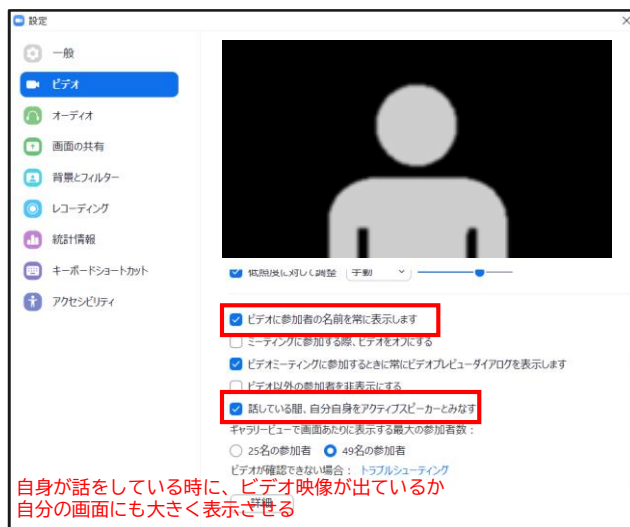 設定
一般
ビデオ
オーディオ
画面の共有
背景とフィルター
レコーディング
統計情報
キーボードショートカット
アクセシビリティ
低照度に対して調整 手動
ビデオに参加者の名前を常に表示します
ミーティングに参加する際、ビデオをオフにする
ビデオミーティングに参加するときに常にビデオプレビューダイアログを表示します
ビデオ以外の参加者を非表示にする
話している間、自分自身をアクティブスピーカーとみなす
ギャラリービューで画面あたりに表示する最大の参加者数：
25名の参加者 49名の参加者
ビデオが確認できない場合： トラブルシューティング
自身が話をしている時に、ビデオ映像が出ているか
自分の画面にも大きく表示させる
詳細